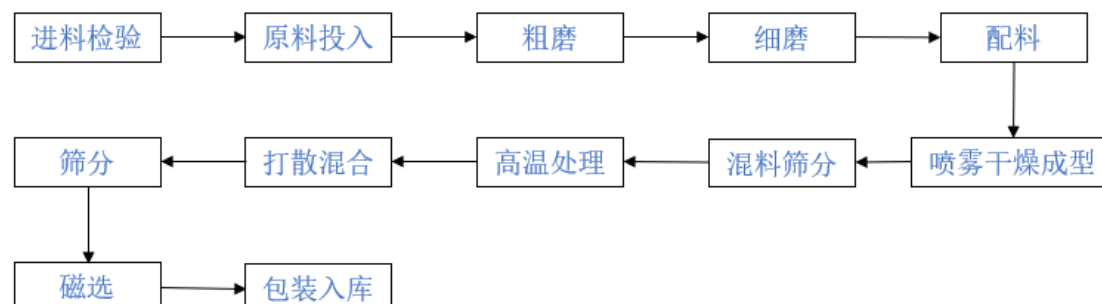 进料检验
原料投入
粗磨
细磨
配料
喷雾干燥成型
混料筛分
高温处理
打散混合
筛分
磁选
包装入库